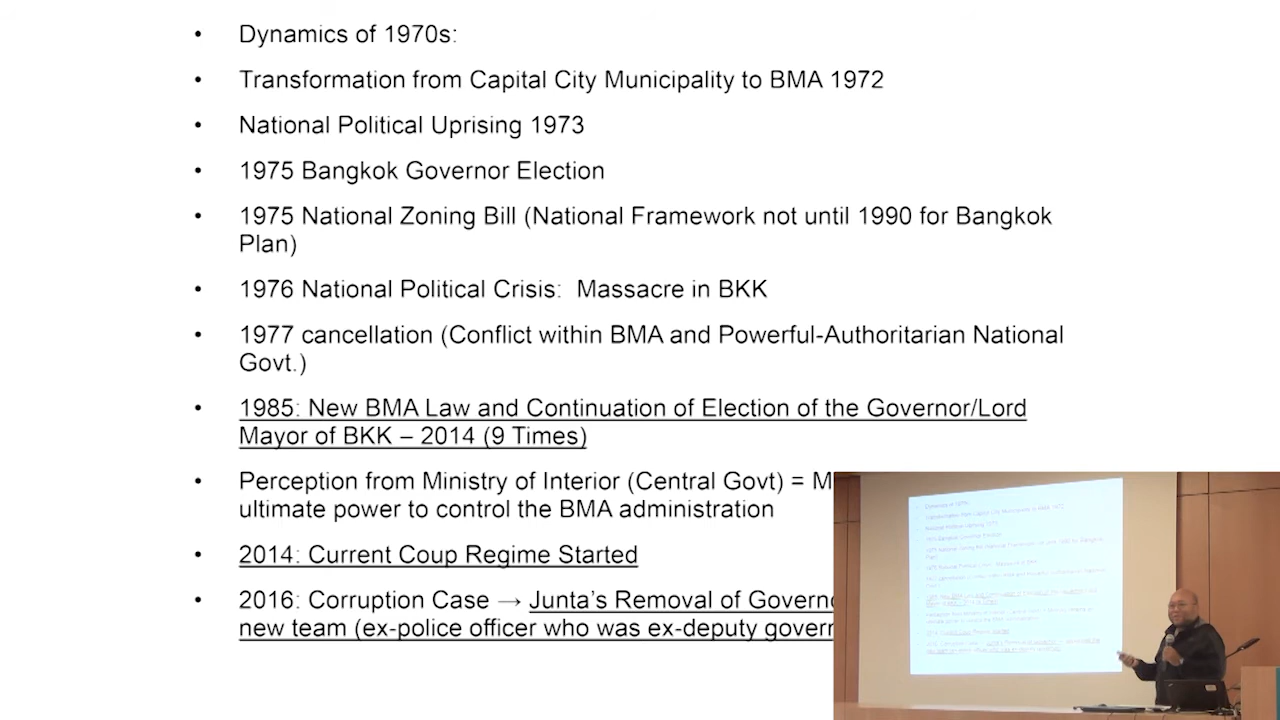 • Dynamics of 1970s:
• Transformation from Capital City Municipality to BMA 1972
• National Political Uprising 1973
• 1975 Bangkok Governor Election
• 1975 National Zoning Bill (National Framework not until 1990 for Bangkok
Plan)
• 1976 National Political Crisis:  Massacre in BKK
• 1977 cancellation (Conflict within BMA and Powerful-Authoritarian National
Govt.)
• 1985: New BMA Law and Continuation of Election of the Governor/Lord
Mayor of BKK – 2014 (9 Times)
• Perception from Ministry of Interior (Central Govt) =
ultimate power to control the BMA administration
• 2014: Current Coup Regime Started
• 2016: Corruption Case → Junta's Removal of
new team (ex-police officer who was ex-deputy